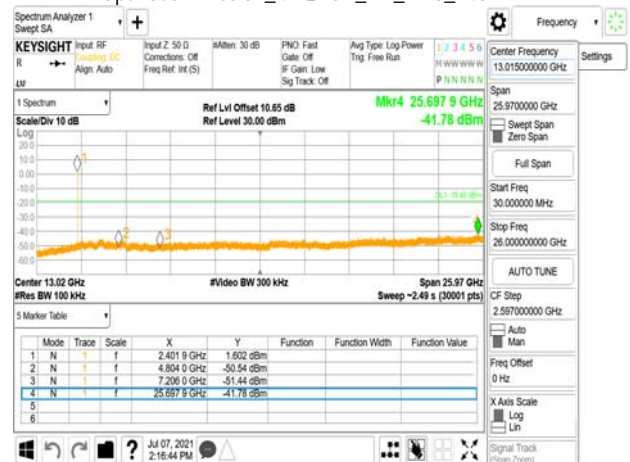 Spectrum Analyzer 1
Swept SA
Frequency
KEYSIGHT
R
LXI
Input: RF
Coupling: DC
Align: Auto
Input Z: 50 Ω
Corrections: Off
Freq Ref: Int (S)
#Atten: 30 dB
PNO: Fast
Gate: Off
IF Gain: Low
Sig Track: Off
Avg Type: Log-Power
Trig: Free Run
1 2 3 4 5 6
M W W W W W
P N N N N N
Center Frequency
13.015000000 GHz
Settings
Span
25.9700000 GHz
Swept Span
Zero Span
Full Span
Start Freq
30.000000 MHz
Stop Freq
26.000000000 GHz
AUTO TUNE
CF Step
2.597000000 GHz
Auto
Man
Freq Offset
0 Hz
X Axis Scale
Log
Lin
Signal Track
(Span Zoom)
1 Spectrum
Scale/Div 10 dB
Ref Lvl Offset 10.65 dB
Ref Level 30.00 dBm
Mkr4 25.697 9 GHz
-41.78 dBm
Log
20.0
10.0
0.00
-10.0
-20.0
-30.0
-40.0
-50.0
-60.0
1
2
3
Center 13.02 GHz
#Video BW 300 kHz
Span 25.97 GHz
#Res BW 100 kHz
Sweep ~2.49 s (30001 pts)
5 Marker Table
Mode Trace Scale X Y Function Function Width Function Value
1 N 1 f 2.401 9 GHz 1.602 dBm
2 N 1 f 4.804 0 GHz -50.54 dBm
3 N 1 f 7.206 0 GHz -51.44 dBm
4 N 1 f 25.697 9 GHz -41.78 dBm
5
6
?
Jul 07, 2021
2:16:44 PM